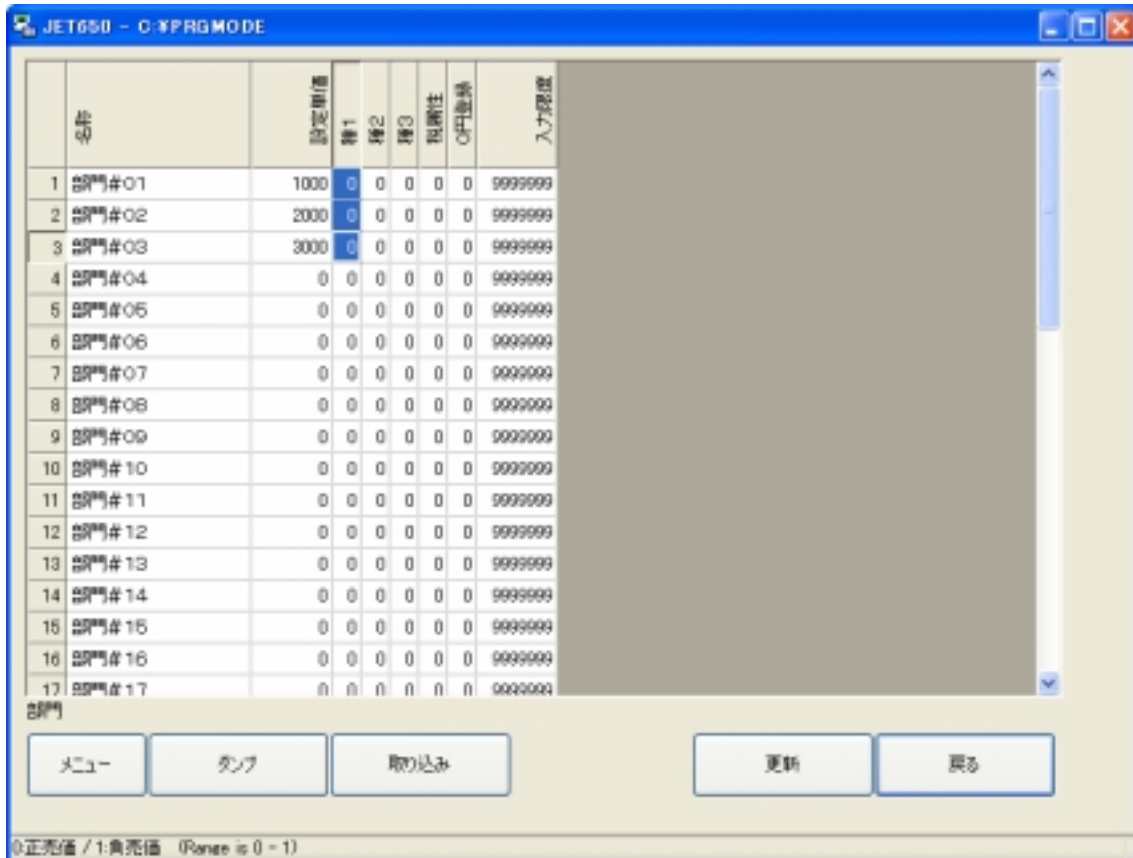 JET650 - C:¥PRGMODE
名称 設定単価 種1 種2 種3 税属性 0円登録 入力限度
1 部門#01 1000 0 0 0 0 0 9999999
2 部門#02 2000 0 0 0 0 0 9999999
3 部門#03 3000 0 0 0 0 0 9999999
4 部門#04 0 0 0 0 0 0 9999999
5 部門#05 0 0 0 0 0 0 9999999
6 部門#06 0 0 0 0 0 0 9999999
7 部門#07 0 0 0 0 0 0 9999999
8 部門#08 0 0 0 0 0 0 9999999
9 部門#09 0 0 0 0 0 0 9999999
10 部門#10 0 0 0 0 0 0 9999999
11 部門#11 0 0 0 0 0 0 9999999
12 部門#12 0 0 0 0 0 0 9999999
13 部門#13 0 0 0 0 0 0 9999999
14 部門#14 0 0 0 0 0 0 9999999
15 部門#15 0 0 0 0 0 0 9999999
16 部門#16 0 0 0 0 0 0 9999999
17 部門#17 0 0 0 0 0 0 9999999
部門
メニュー ダンプ 取り込み 更新 戻る
0:正売価 / 1:負売価 (Range is 0 - 1)